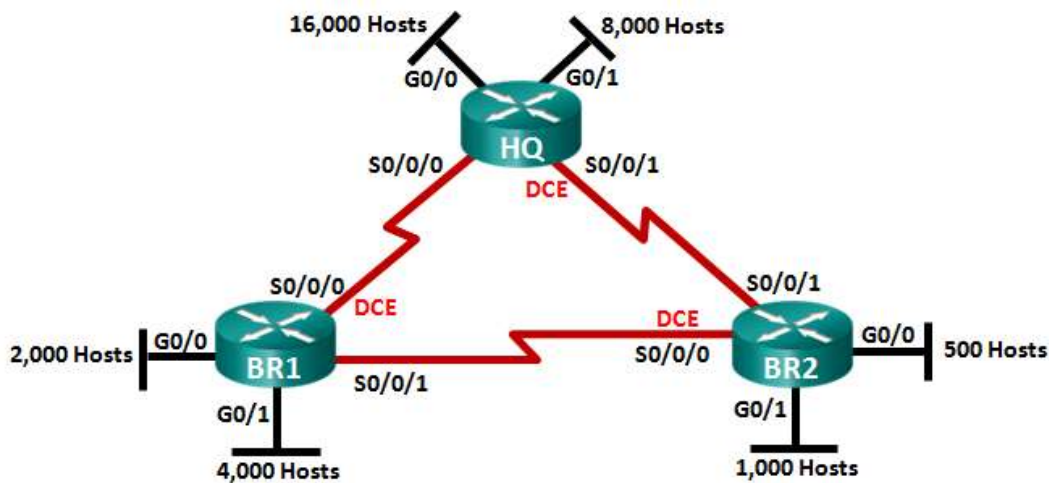 16,000 Hosts
8,000 Hosts
G0/0
G0/1
HQ
S0/0/0
S0/0/1
DCE
S0/0/0
DCE
S0/0/1
DCE
2,000 Hosts
G0/0
BR1
S0/0/1
S0/0/0
BR2
G0/0
500 Hosts
G0/1
G0/1
4,000 Hosts
1,000 Hosts